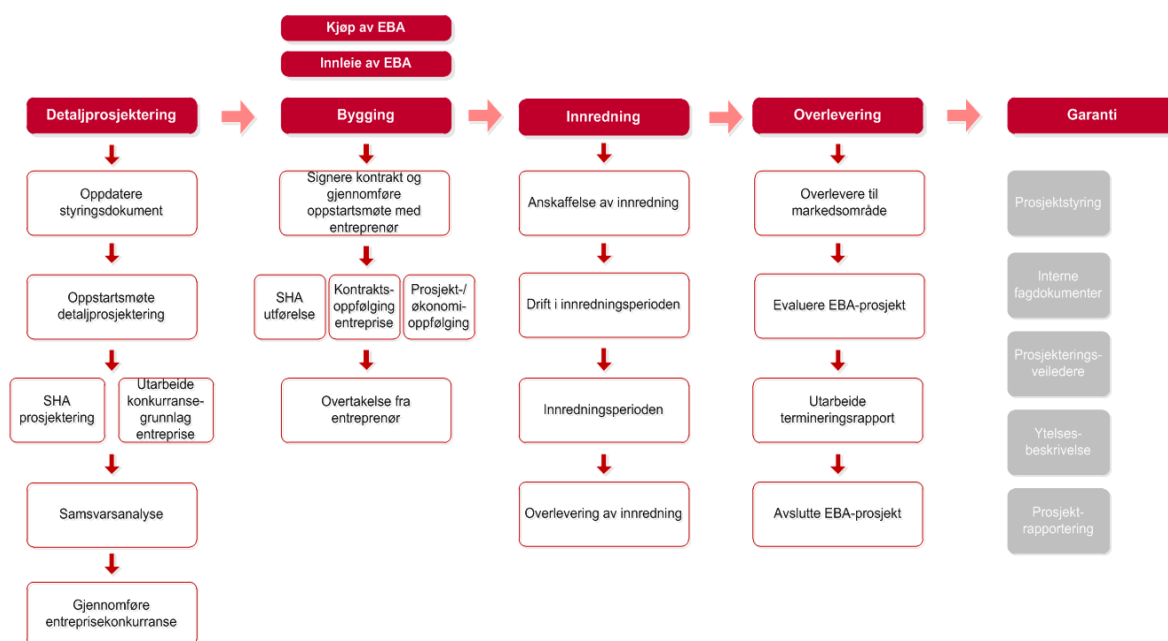 Kjøp av EBA
Innleie av EBA
Detaljprosjektering
Bygging
Innredning
Overlevering
Garanti
Oppdatere
styringsdokument
Oppstartsmøte
detaljprosjektering
SHA
prosjektering
Utarbeide
konkurranse-
grunnlag
entreprise
Samsvarsanalyse
Gjennomføre
entreprisekonkurranse
Signere kontrakt og
gjennomføre
oppstartsmøte med
entreprenør
SHA
utførelse
Kontrakts-
oppfølging
entreprise
Prosjekt-/
økonomi-
oppfølging
Overtakelse fra
entreprenør
Anskaffelse av innredning
Drift i innredningsperioden
Innredningsperioden
Overlevering av innredning
Overlevere til
markedsområde
Evaluere EBA-prosjekt
Utarbeide
termineringsrapport
Avslutte EBA-prosjekt
Prosjektstyring
Interne
fagdokumenter
Prosjekterings-
veiledere
Ytelses-
beskrivelse
Prosjekt-
rapportering